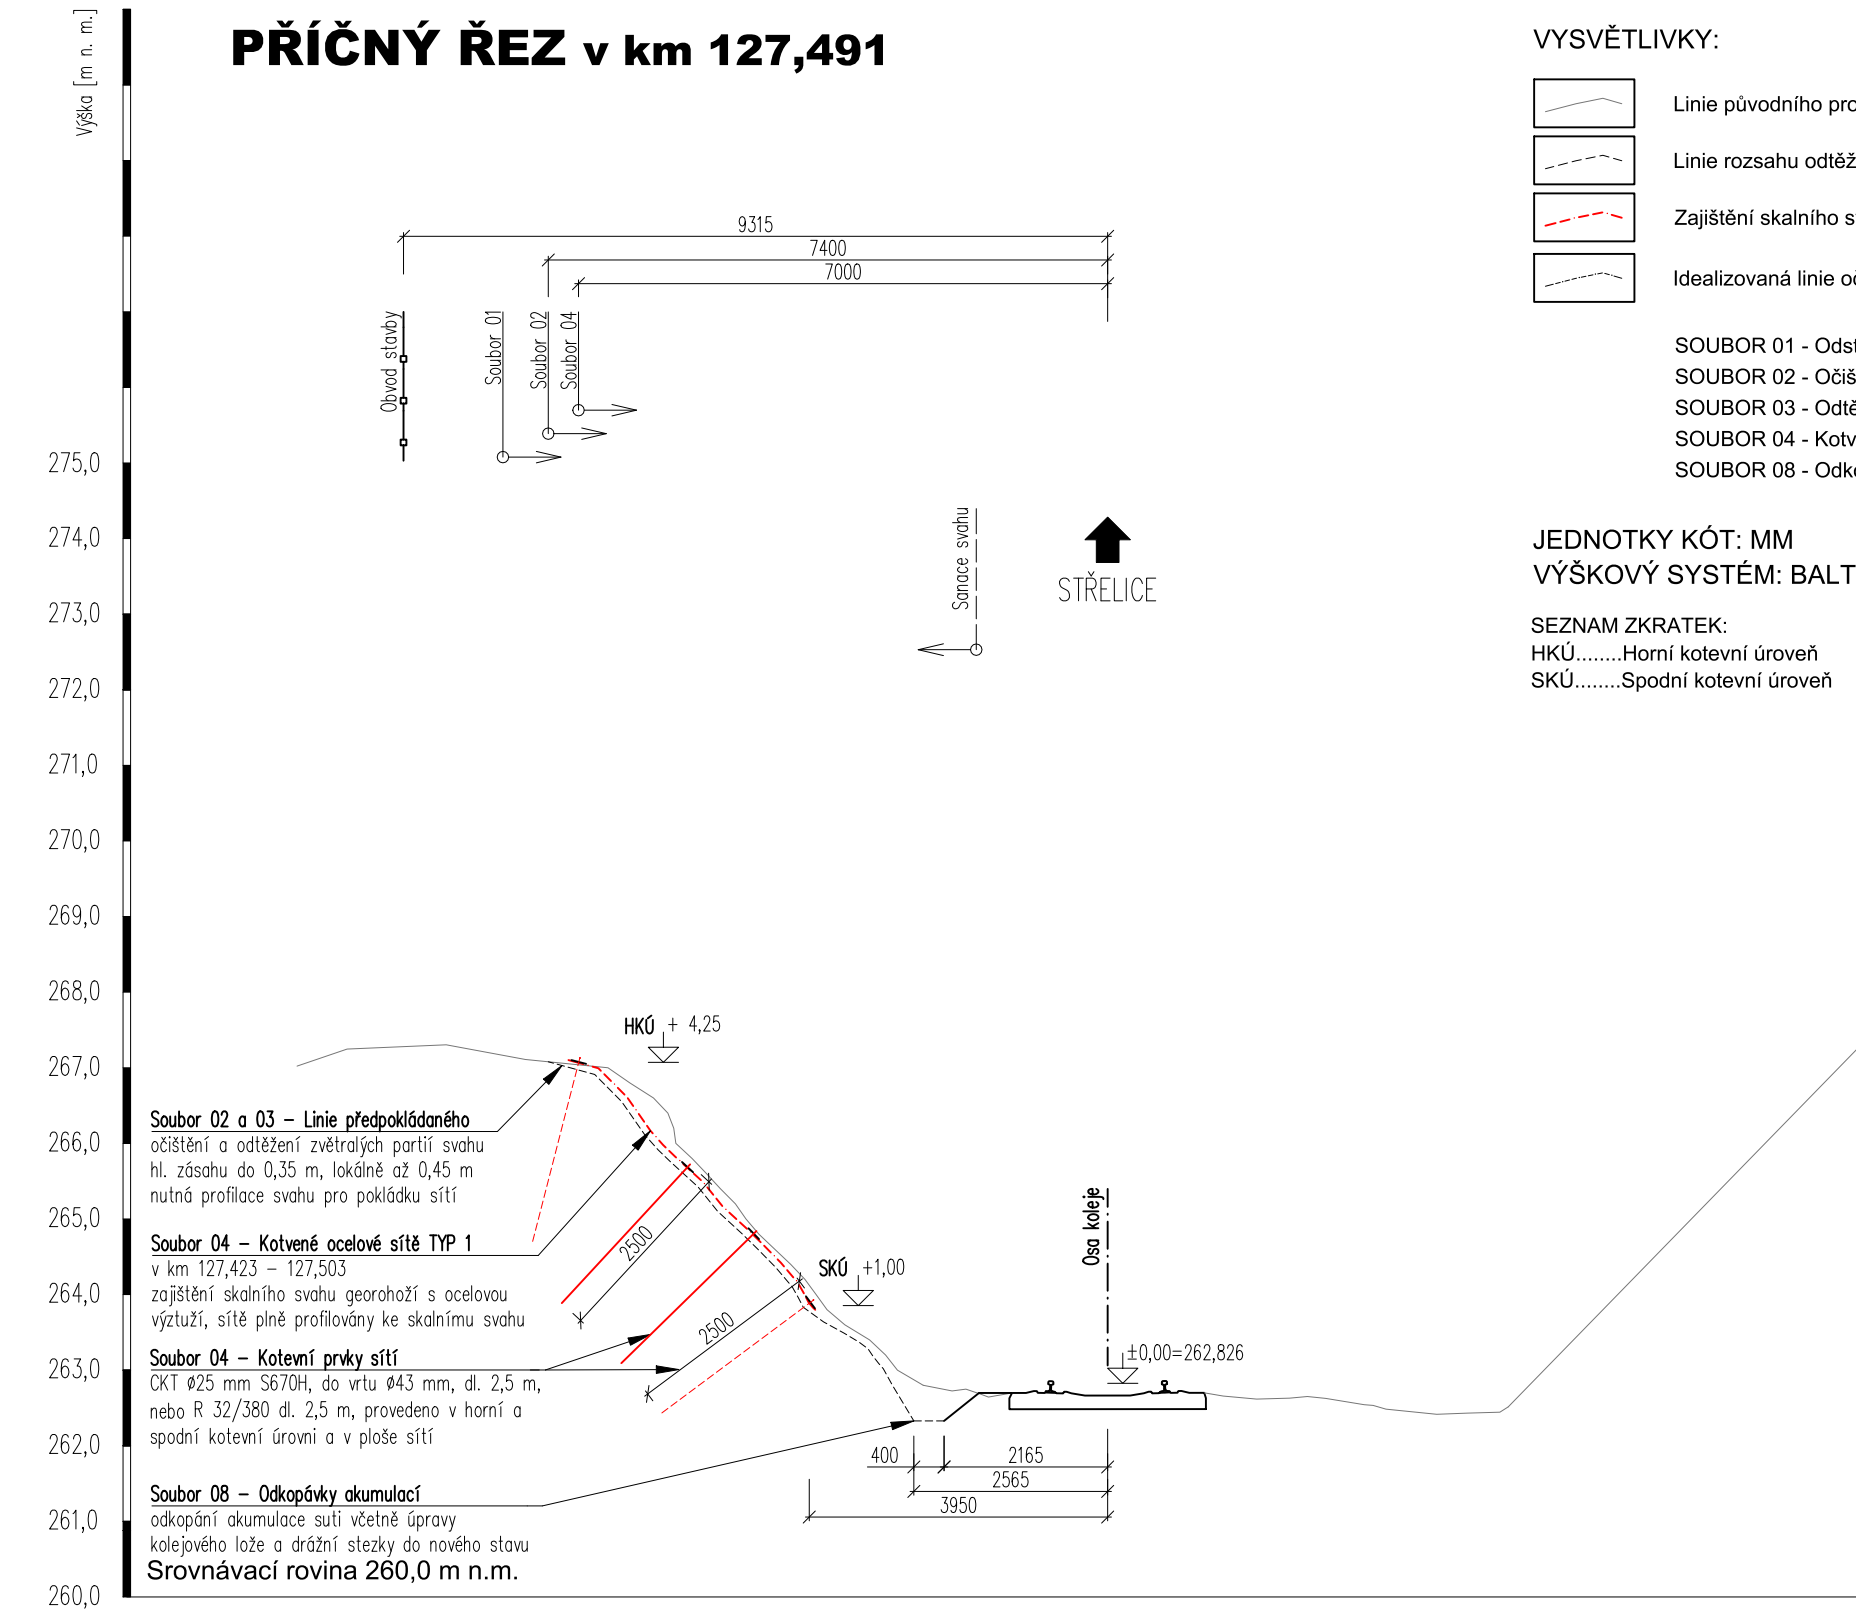 PŘÍČNÝ ŘEZ v km 127,491
Výška [m n. m.]
VYSVĚTLIVKY:
Linie původního pro
Linie rozsahu odtěž
Zajištění skalního s
Idealizovaná linie oč
SOUBOR 01 - Odst
SOUBOR 02 - Očiš
SOUBOR 03 - Odtě
SOUBOR 04 - Kotv
SOUBOR 08 - Odko
JEDNOTKY KÓT: MM
VÝŠKOVÝ SYSTÉM: BALT
SEZNAM ZKRATEK:
HKÚ........Horní kotevní úroveň
SKÚ........Spodní kotevní úroveň
9315
7400
7000
Obvod stavby
Soubor 01
Soubor 02
Soubor 04
Sanace svahu
STŘELICE
275,0
274,0
273,0
272,0
271,0
270,0
269,0
268,0
267,0
266,0
265,0
264,0
263,0
262,0
261,0
260,0
HKÚ + 4,25
SKÚ +1,00
Osa koleje
±0,00=262,826
2500
2500
Soubor 02 a 03 – Linie předpokládaného
očištění a odtěžení zvětralých partií svahu
hl. zásahu do 0,35 m, lokálně až 0,45 m
nutná profilace svahu pro pokládku sítí
Soubor 04 – Kotvené ocelové sítě TYP 1
v km 127,423 – 127,503
zajištění skalního svahu georohoží s ocelovou
výztuží, sítě plně profilovány ke skalnímu svahu
Soubor 04 – Kotevní prvky sítí
CKT Ø25 mm S670H, do vrtu Ø43 mm, dl. 2,5 m,
nebo R 32/380 dl. 2,5 m, provedeno v horní a
spodní kotevní úrovni a v ploše sítí
Soubor 08 – Odkopávky akumulací
odkopání akumulace suti včetně úpravy
kolejového lože a drážní stezky do nového stavu
400
2165
2565
3950
Srovnávací rovina 260,0 m n.m.